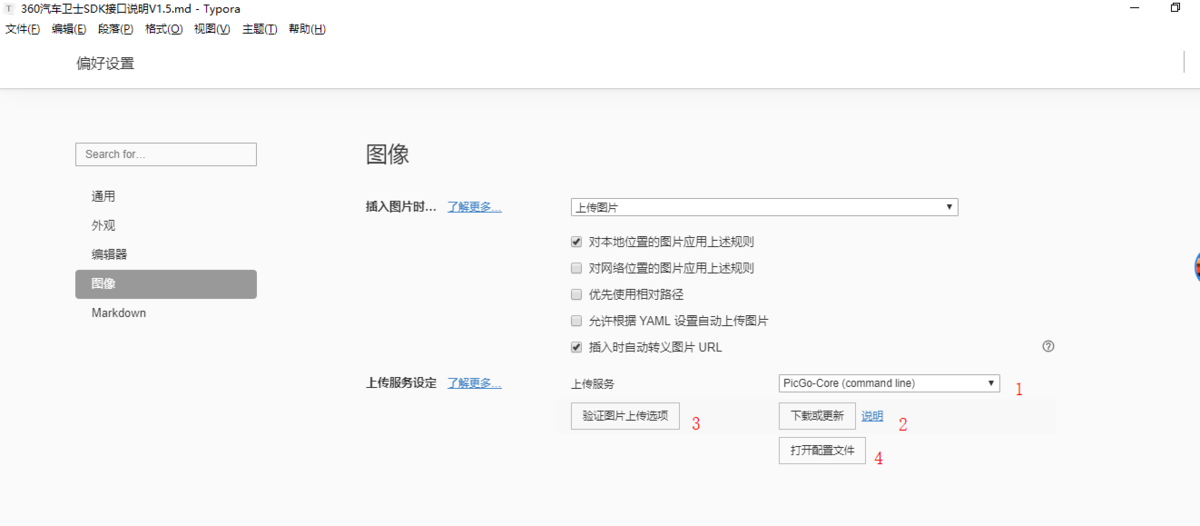 T 360汽车卫士SDK接口说明V1.5.md - Typora
文件(F) 编辑(E) 段落(P) 格式(O) 视图(V) 主题(T) 帮助(H)
偏好设置
Search for...
通用
外观
编辑器
图像
Markdown
图像
插入图片时... 了解更多... 上传图片
对本地位置的图片应用上述规则
对网络位置的图片应用上述规则
优先使用相对路径
允许根据 YAML 设置自动上传图片
插入时自动转义图片 URL
上传服务设定 了解更多... 上传服务 PicGo-Core (command line) 1
验证图片上传选项 3 下载或更新 说明 2
打开配置文件 4